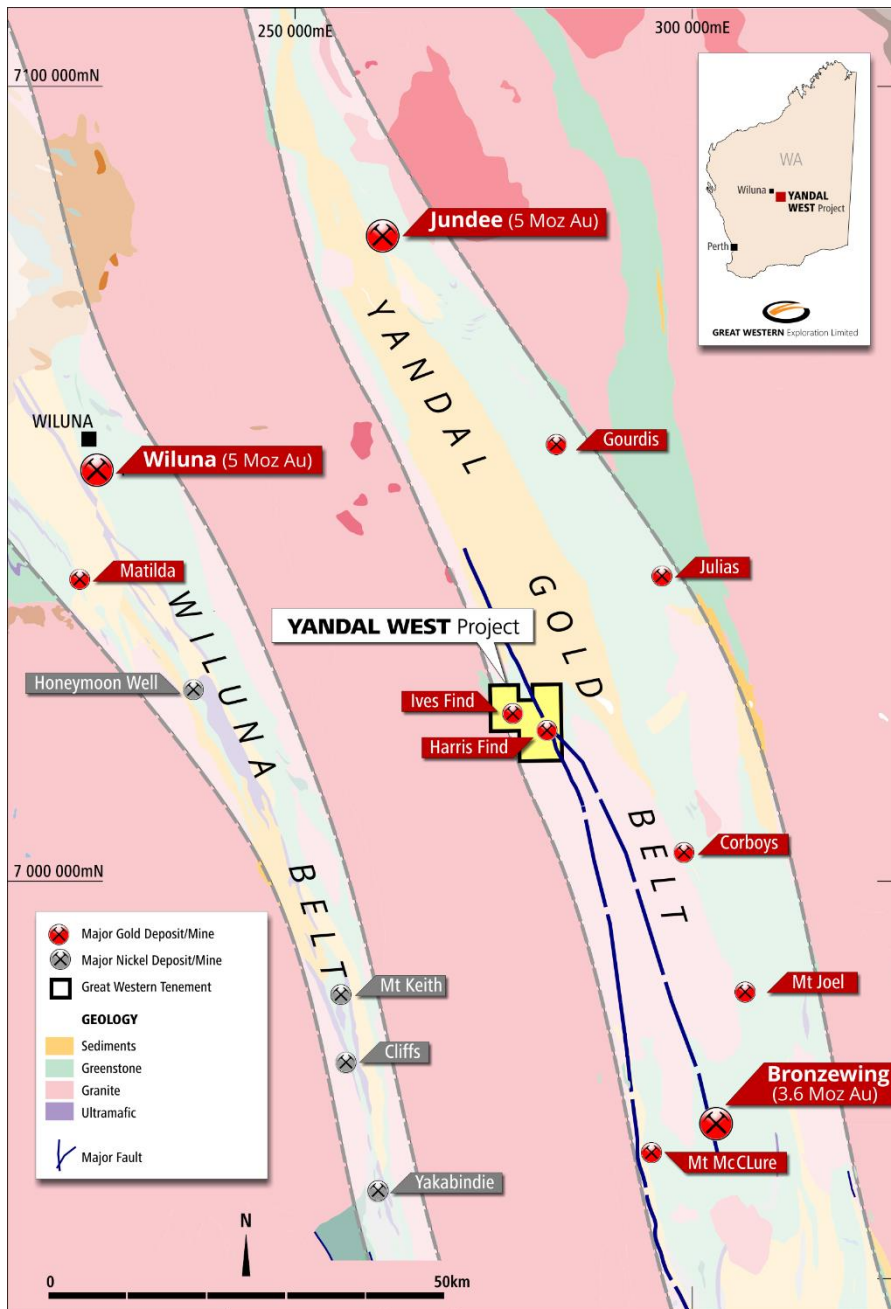 250 000mE
300 000mE
7100 000mN
WA
Wiluna
YANDAL
WEST Project
Perth
GREAT WESTERN Exploration Limited
Jundee (5 Moz Au)
YANDAL GOLD BELT
WILUNA
Wiluna (5 Moz Au)
Gourdis
Matilda
Julias
WILUNA BELT
YANDAL WEST Project
Honeymoon Well
Ives Find
Harris Find
Corboys
7 000 000mN
Major Gold Deposit/Mine
Major Nickel Deposit/Mine
Great Western Tenement
GEOLOGY
Sediments
Greenstone
Granite
Ultramafic
Major Fault
Mt Keith
Mt Joel
Cliffs
Bronzewing
(3.6 Moz Au)
Mt McCLure
Yakabindie
N
0
50km